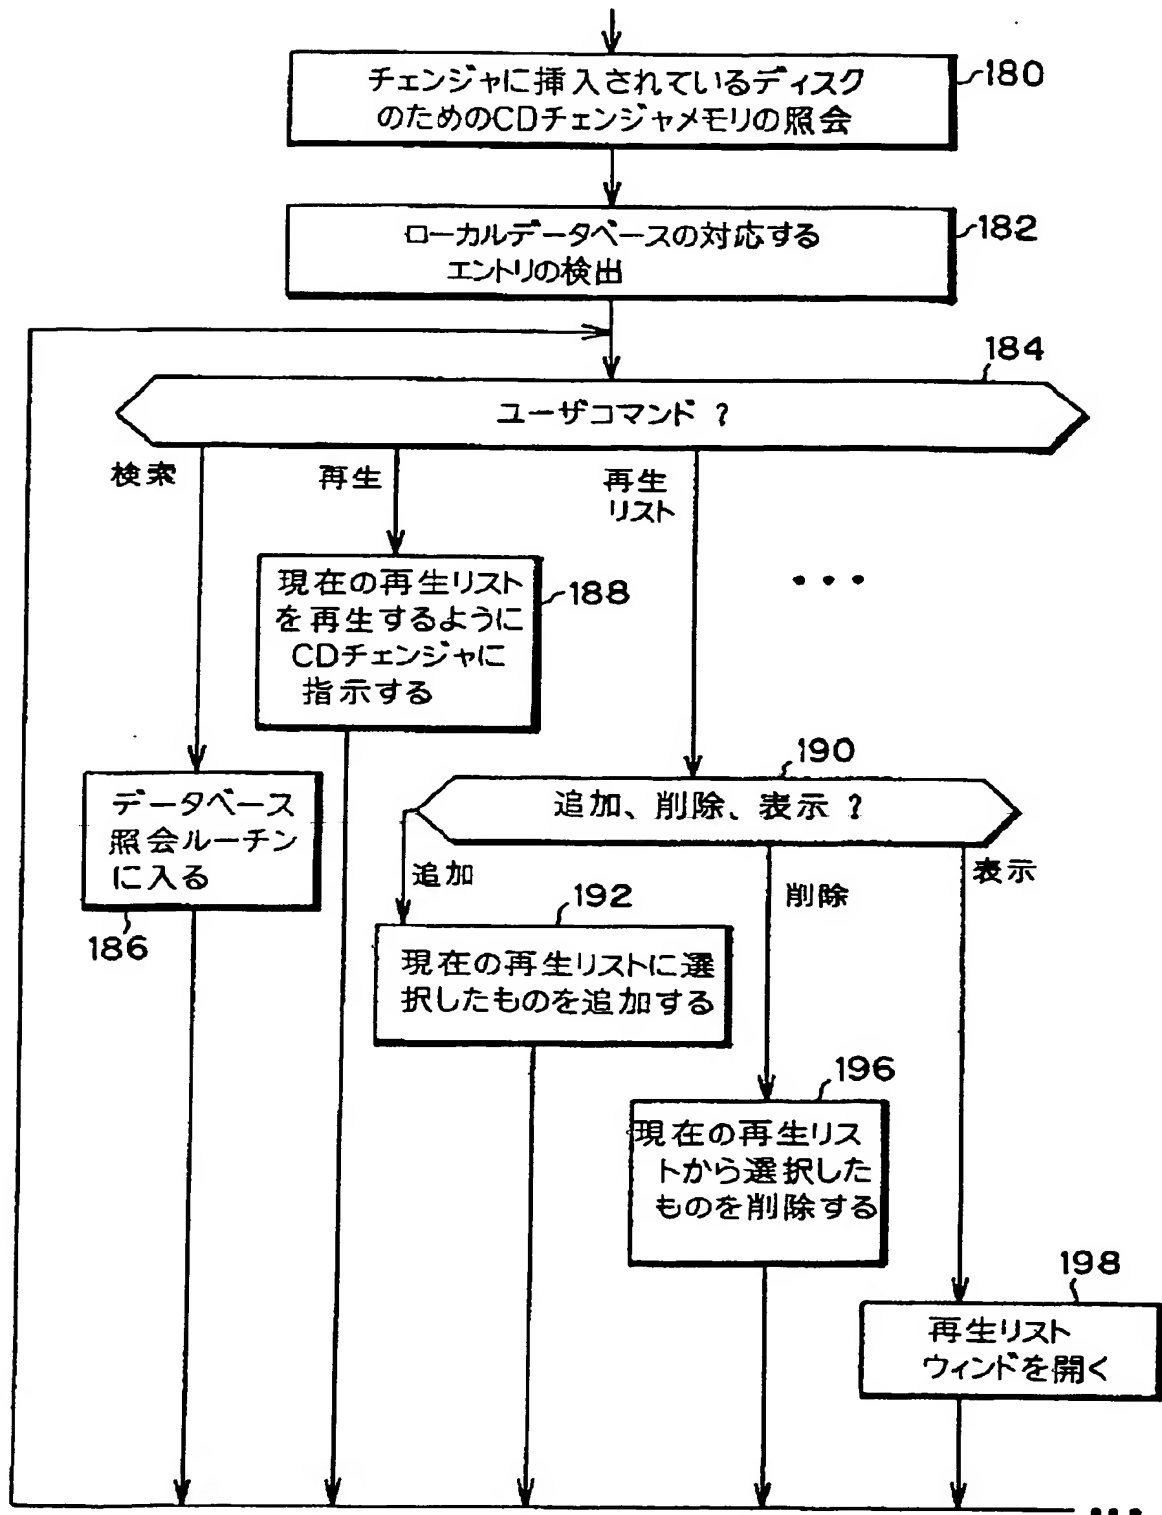 チェンジャに挿入されているディスク
のためのCDチェンジャメモリの照会
180
ローカルデータベースの対応する
エントリの検出
182
184
ユーザコマンド ?
検索
再生
再生
リスト
現在の再生リスト
を再生するように
CDチェンジャに
指示する
188
•••
190
追加、削除、表示 ?
データベース
照会ルーチン
に入る
186
追加
削除
表示
192
現在の再生リストに選
択したものを追加する
196
現在の再生リス
トから選択した
ものを削除する
198
再生リスト
ウィンドを開く
•••